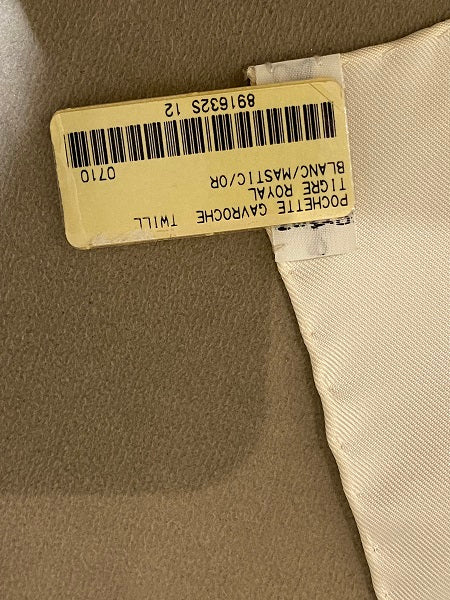 POCHETTE GAVROCHE TWILL
TIGRE ROYAL
BLANC/MASTIC/OR
0710
891632S 12